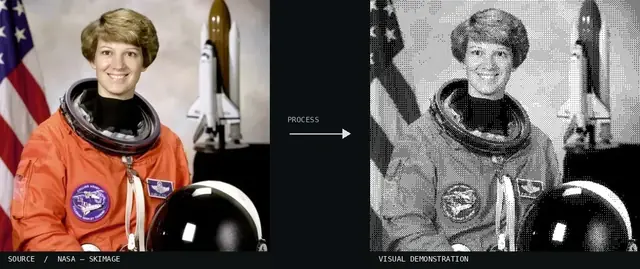 PROCESS
SOURCE / NASA — SKIMAGE
VISUAL DEMONSTRATION